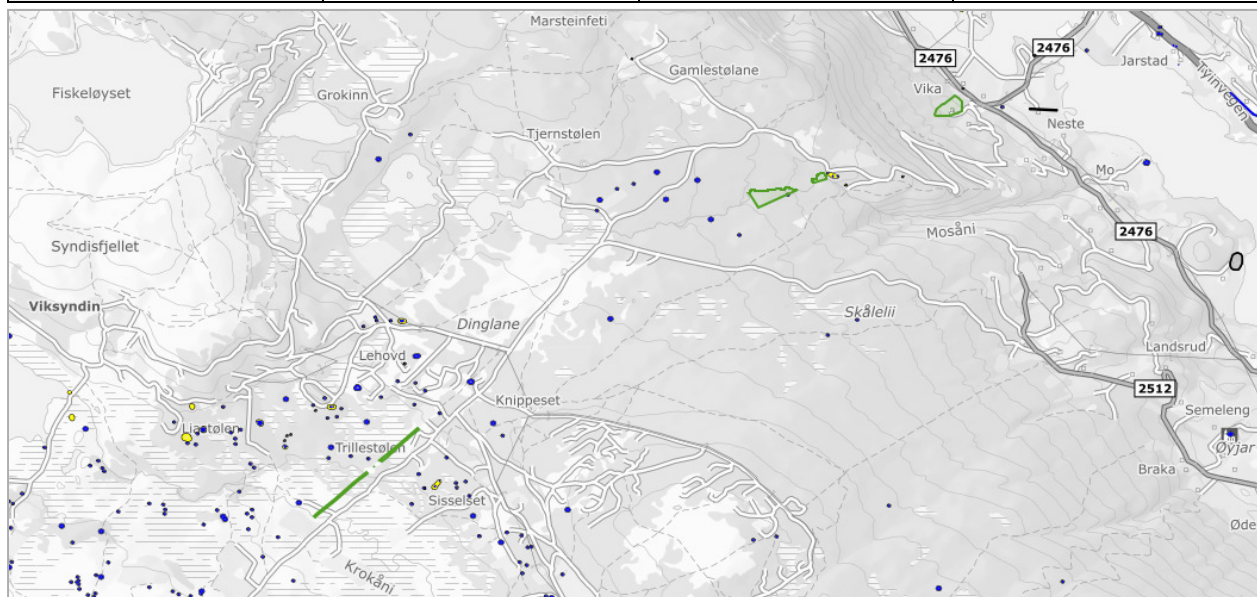 Marsteinfeti
2476
2476
Jarstad
Gamlestølane
Tyinvegen
Fiskeløyset
Grokinn
Vika
Neste
Tjernstølen
Mo
Syndisfjellet
Mosåni
2476
O
Viksyndin
Dinglane
Skålelii
Lehovd
Landsrud
2512
Knippeset
Semeleng
Liastølen
Trillestølen
Øyjar
Braka
Sisselset
Øde
Krokåni